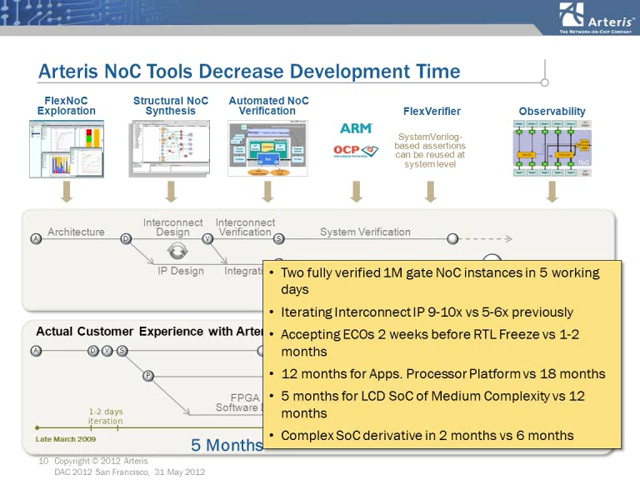 Arteris
THE NETWORK-ON-CHIP COMPANY
Arteris NoC Tools Decrease Development Time
FlexNoC
Exploration
Structural NoC
Synthesis
Automated NoC
Verification
FlexVerifier
Observability
ARM
OCP
SystemVerilog-
based assertions
can be reused at
system level
Interconnect
Design
Interconnect
Verification
A
Architecture
D
V
S
System Verification
IP Design
Integrati
• Two fully verified 1M gate NoC instances in 5 working
days
• Iterating Interconnect IP 9-10x vs 5-6x previously
• Accepting ECOs 2 weeks before RTL Freeze vs 1-2
months
• 12 months for Apps. Processor Platform vs 18 months
• 5 months for LCD SoC of Medium Complexity vs 12
months
• Complex SoC derivative in 2 months vs 6 months
Actual Customer Experience with Arter
A
D
V
S
P
FPGA
Software D
1-2 days
iteration
Late March 2009
5 Months
10 Copyright © 2012 Arteris
DAC 2012 San Francisco, 31 May 2012